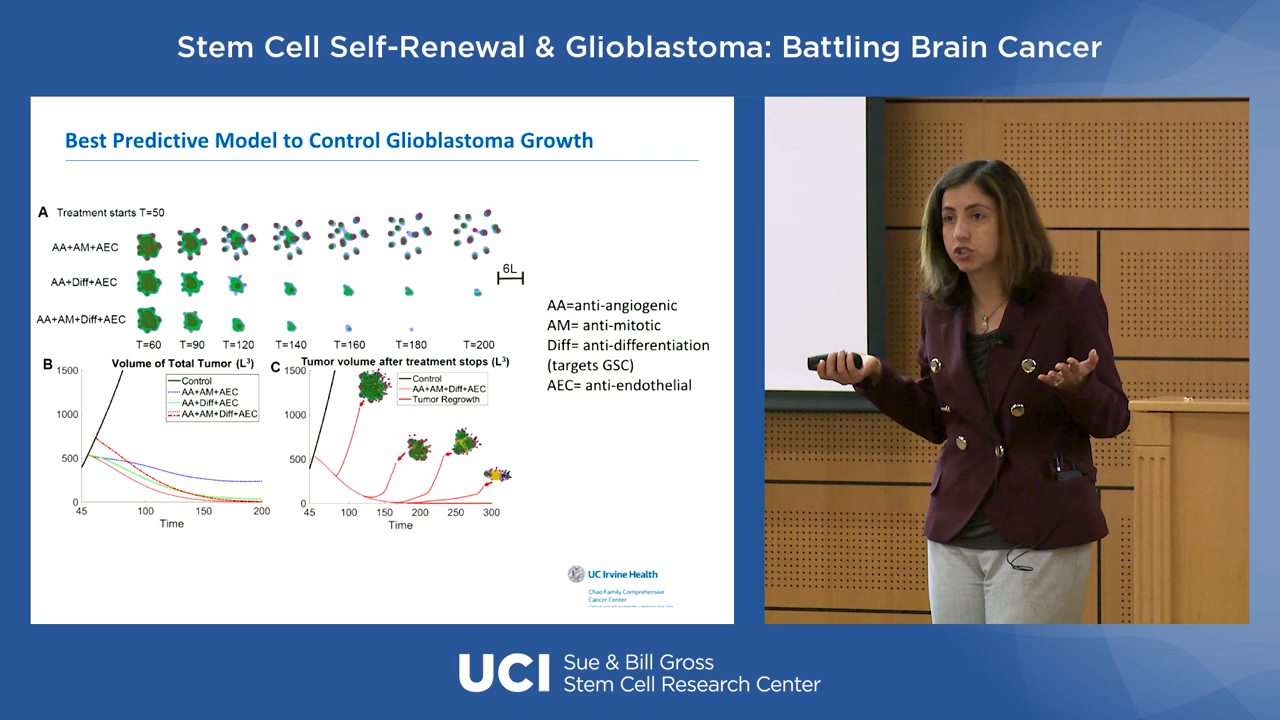 Stem Cell Self-Renewal & Glioblastoma: Battling Brain Cancer
Best Predictive Model to Control Glioblastoma Growth
A Treatment starts T=50
AA+AM+AEC
AA+Diff+AEC
AA+AM+Diff+AEC
6L
T=60 T=90 T=120 T=140 T=160 T=180 T=200
AA=anti-angiogenic
AM= anti-mitotic
Diff= anti-differentiation
(targets GSC)
AEC= anti-endothelial
B Volume of Total Tumor (L³)
1500
1000
500
0
45 100 150 200
Time
Control
AA+AM+AEC
AA+Diff+AEC
AA+AM+Diff+AEC
C Tumor volume after treatment stops (L³)
1500
1000
500
0
45 100 150 200 250 300
Time
Control
AA+AM+Diff+AEC
Tumor Regrowth
UC Irvine Health
Chao Family Comprehensive
Cancer Center
UCI
Sue & Bill Gross
Stem Cell Research Center